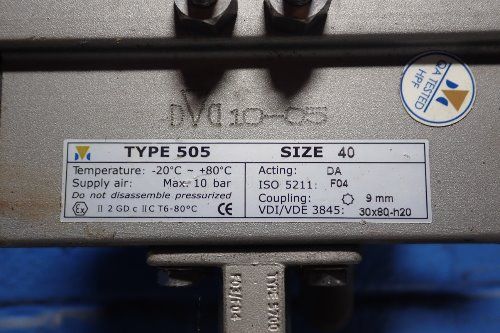 DVD 10-05
QA TESTED
HPF
TYPE 505 SIZE 40
Temperature: -20°C ~ +80°C
Supply air: Max. 10 bar
Do not disassemble pressurized
Ex II 2 GD c IIC T6-80°C
Acting: DA
ISO 5211: F04
Coupling: 9 mm
VDI/VDE 3845: 30x80-h20